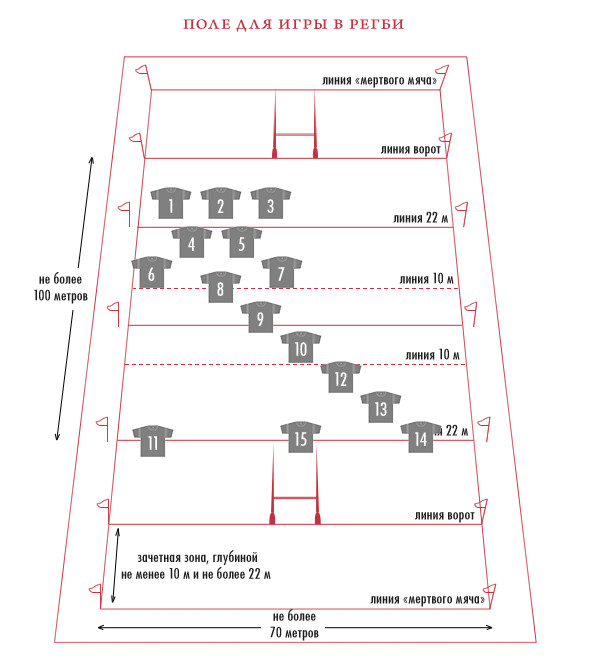 ПОЛЕ ДЛЯ ИГРЫ В РЕГБИ
линия «мертвого мяча»
линия ворот
1 2 3
линия 22 м
4 5
6 7
8
не более
100 метров
линия 10 м
9
10
линия 10 м
12
13
11 15 14
22 м
линия ворот
зачетная зона, глубиной
не менее 10 м и не более 22 м
линия «мертвого мяча»
не более
70 метров